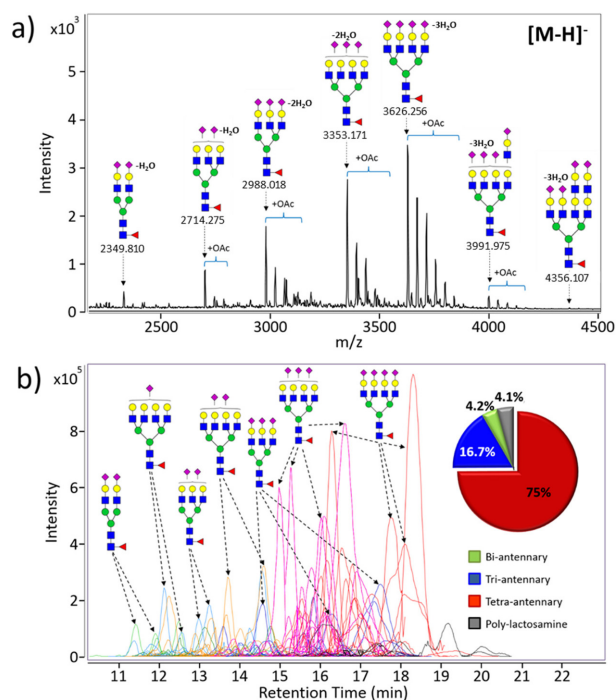 a)
x10³
[M-H]⁻
-2H₂O
-3H₂O
3626.256
3353.171
-2H₂O
+OAc
+OAc
-H₂O
2988.018
-3H₂O
-H₂O
-3H₂O
2714.275
+OAc
3991.975
2349.810
+OAc
+OAc
4356.107
Intensity
5
4
3
2
1
0
2500
3000
3500
4000
4500
m/z
b)
x10⁵
8
6
4
2
0
Intensity
4.2%
4.1%
16.7%
75%
Bi-antennary
Tri-antennary
Tetra-antennary
Poly-lactosamine
11
12
13
14
15
16
17
18
19
20
21
22
Retention Time (min)